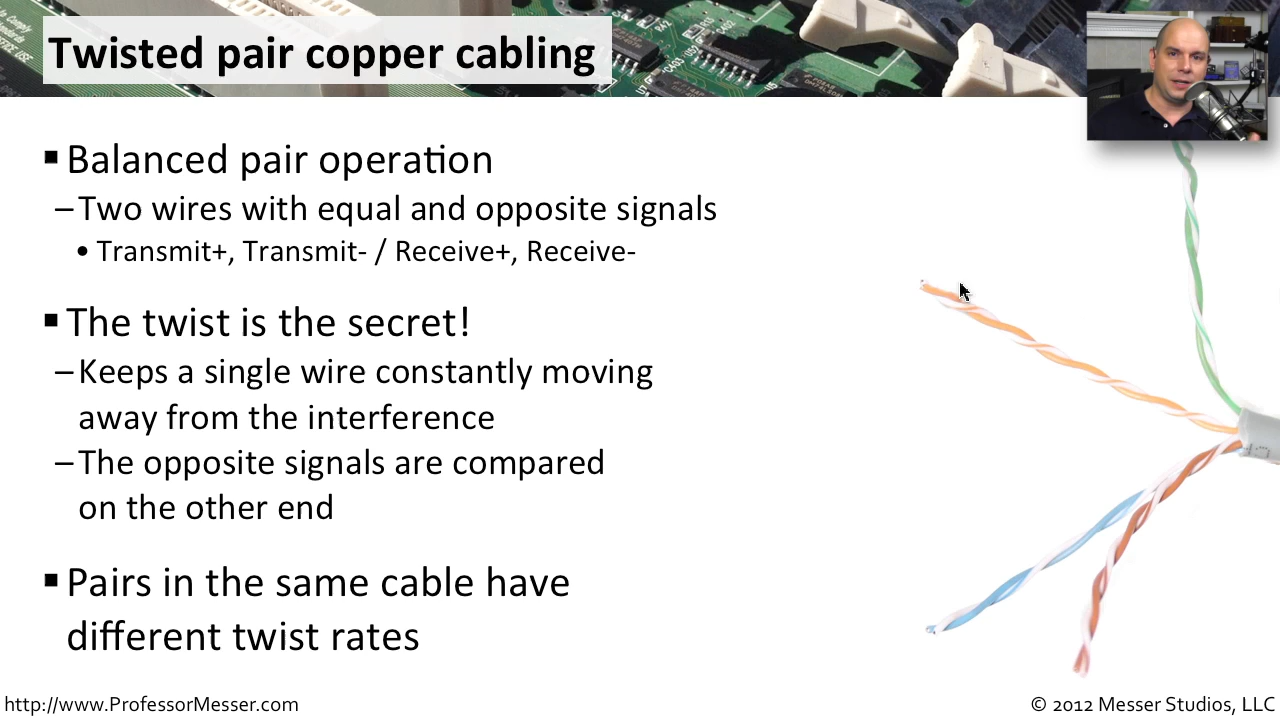 Twisted pair copper cabling
▪ Balanced pair operation
– Two wires with equal and opposite signals
• Transmit+, Transmit- / Receive+, Receive-
▪ The twist is the secret!
– Keeps a single wire constantly moving
away from the interference
– The opposite signals are compared
on the other end
▪ Pairs in the same cable have
different twist rates
http://www.ProfessorMesser.com
© 2012 Messer Studios, LLC